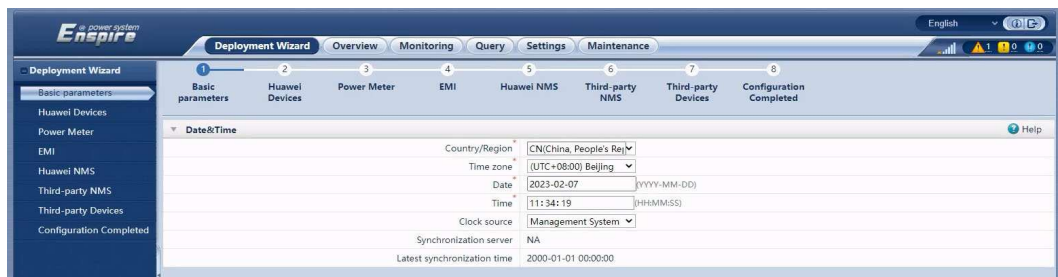 Enspire @ power system
English
Deployment Wizard Overview Monitoring Query Settings Maintenance
1 0 0
Deployment Wizard
Basic parameters
Huawei Devices
Power Meter
EMI
Huawei NMS
Third-party NMS
Third-party Devices
Configuration Completed
1 2 3 4 5 6 7 8
Basic parameters
Huawei Devices
Power Meter
EMI
Huawei NMS
Third-party NMS
Third-party Devices
Configuration Completed
Date&Time
Help
Country/Region* CN(China, People's Rep
Time zone* (UTC+08:00) Beijing
Date* 2023-02-07 (YYYY-MM-DD)
Time* 11:34:19 (HH:MM:SS)
Clock source Management System
Synchronization server NA
Latest synchronization time 2000-01-01 00:00:00